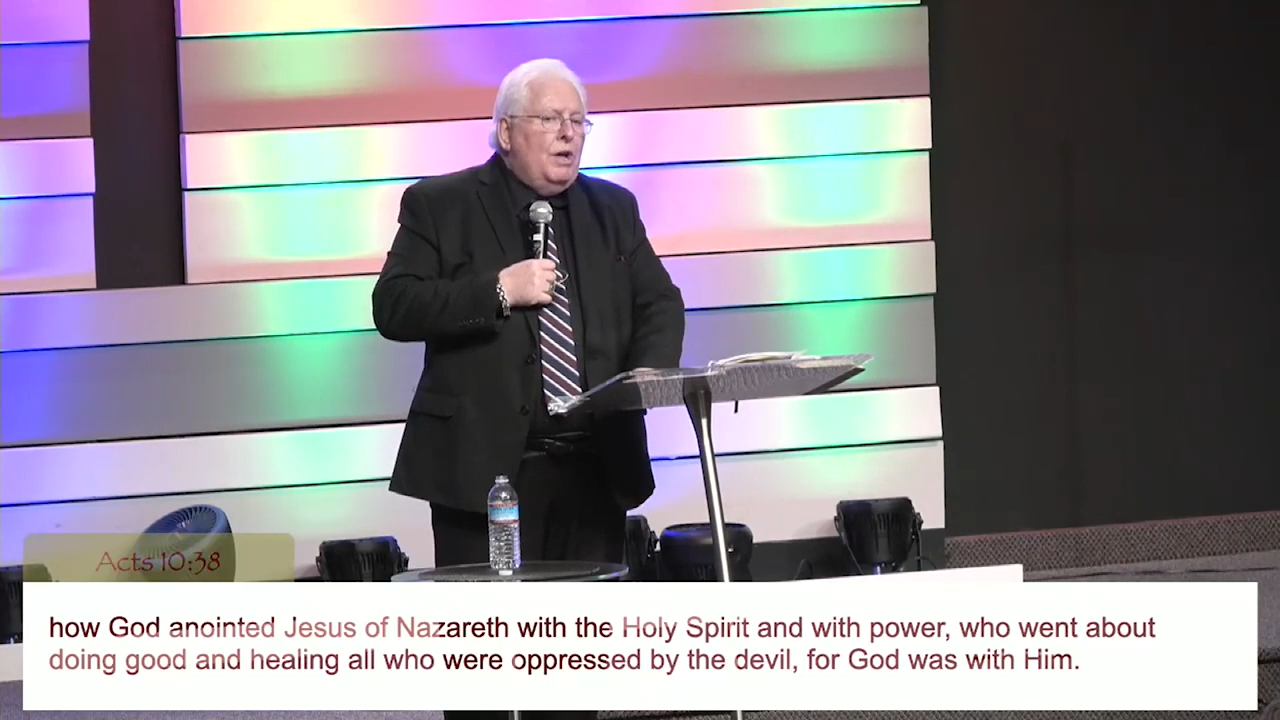 Acts 10:38
how God anointed Jesus of Nazareth with the Holy Spirit and with power, who went about
doing good and healing all who were oppressed by the devil, for God was with Him.